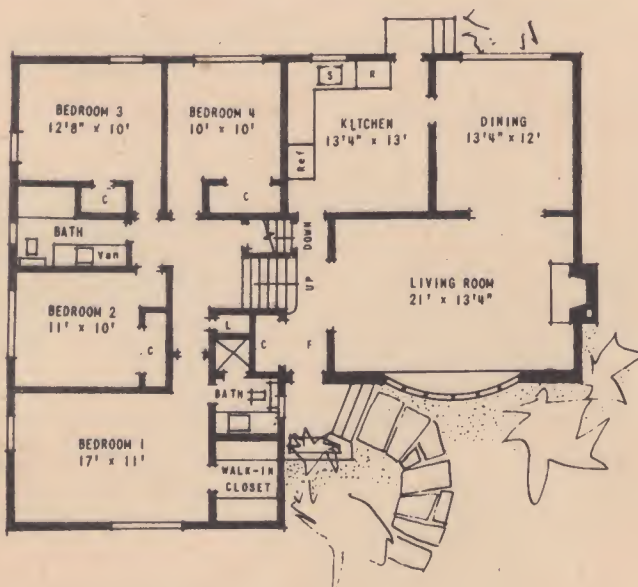 BEDROOM 3
12'8" x 10'
BEDROOM 4
10' x 10'
S
R
KITCHEN
13'4" x 13'
Ref
DINING
13'4" x 12'
C
C
BATH
Van
DOWN
UP
LIVING ROOM
21' x 13'4"
BEDROOM 2
11' x 10'
C
L
C
F
BATH
BEDROOM 1
17' x 11'
WALK-IN
CLOSET